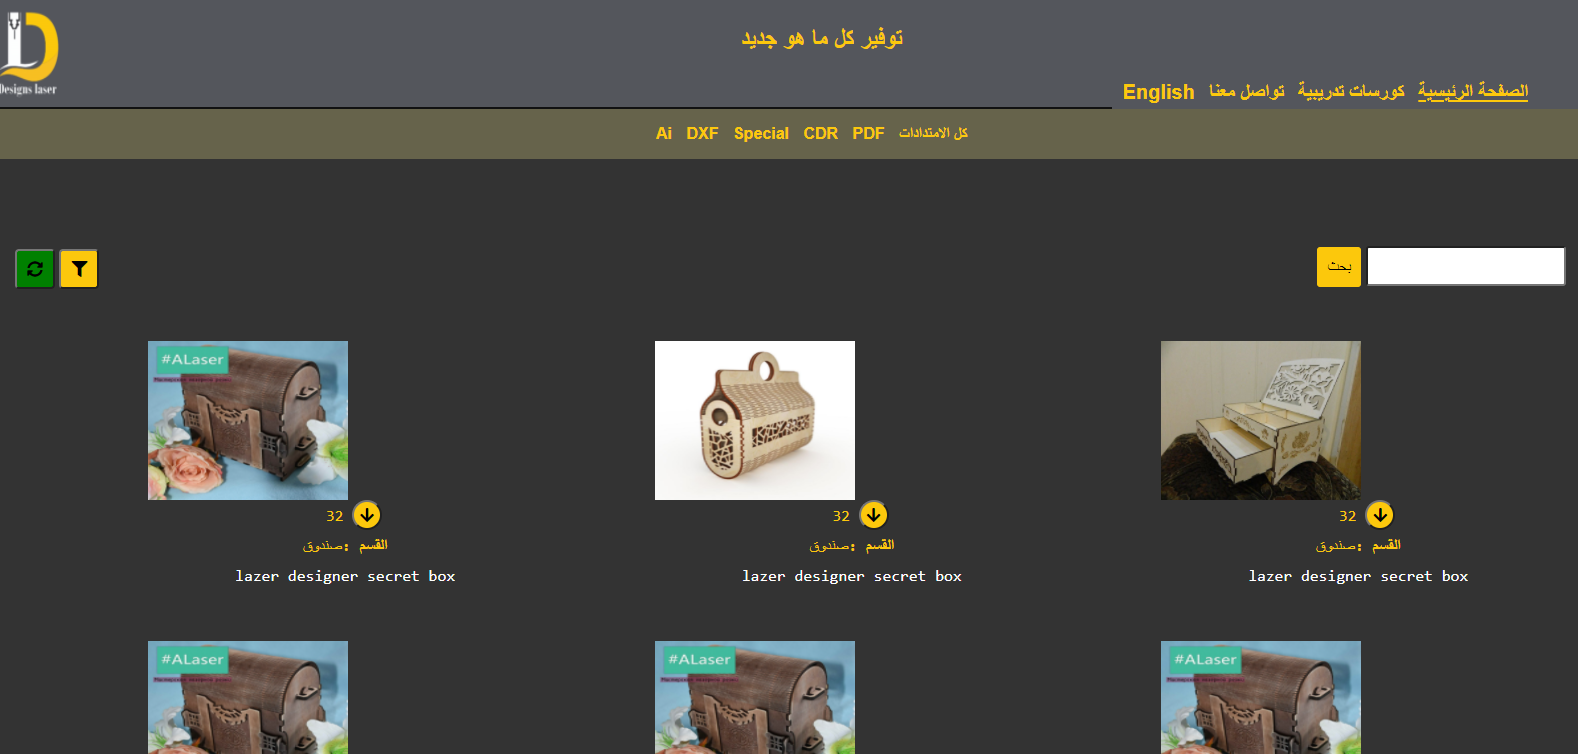 Designs laser
توفير كل ما هو جديد
الصفحة الرئيسية كورسات تدريبية تواصل معنا English
كل الامتدادات PDF CDR Special DXF Ai
بحث
#ALaser
32
32
32
القسم :صندوق
القسم :صندوق
القسم :صندوق
lazer designer secret box
lazer designer secret box
lazer designer secret box
#ALaser
#ALaser
#ALaser